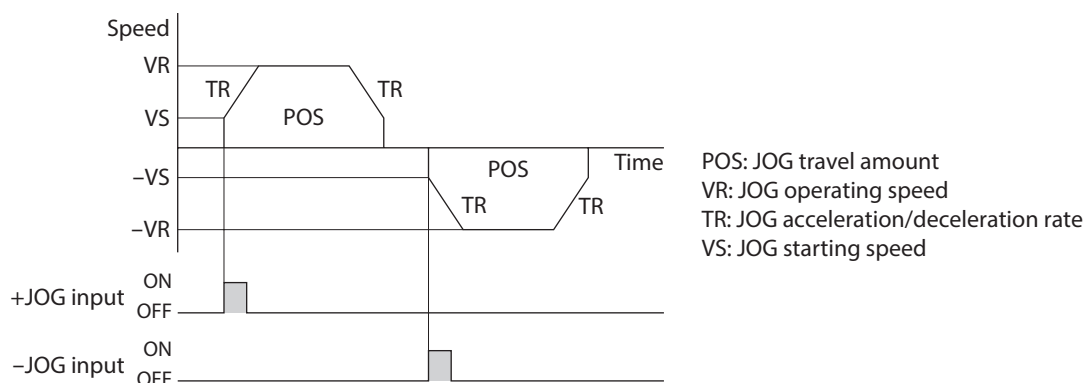 Speed
VR
TR
TR
VS
POS
POS
Time
–VS
TR
TR
–VR
POS: JOG travel amount
VR: JOG operating speed
TR: JOG acceleration/deceleration rate
VS: JOG starting speed
+JOG input
ON
OFF
–JOG input
ON
OFF